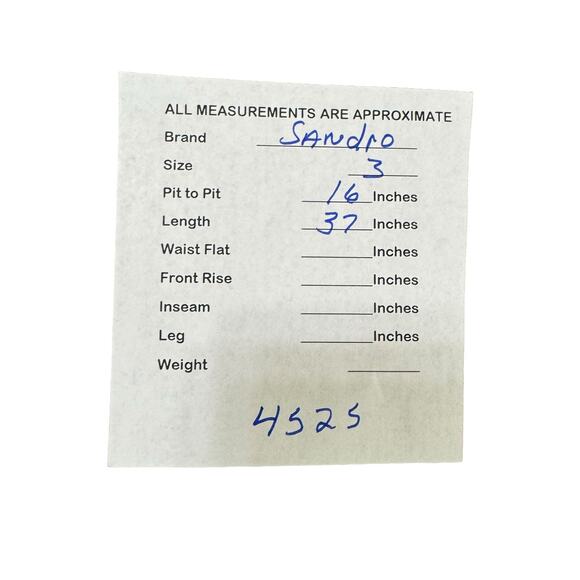 ALL MEASUREMENTS ARE APPROXIMATE
Brand SANdrO
Size 3
Pit to Pit 16 Inches
Length 37 Inches
Waist Flat Inches
Front Rise Inches
Inseam Inches
Leg Inches
Weight
4525